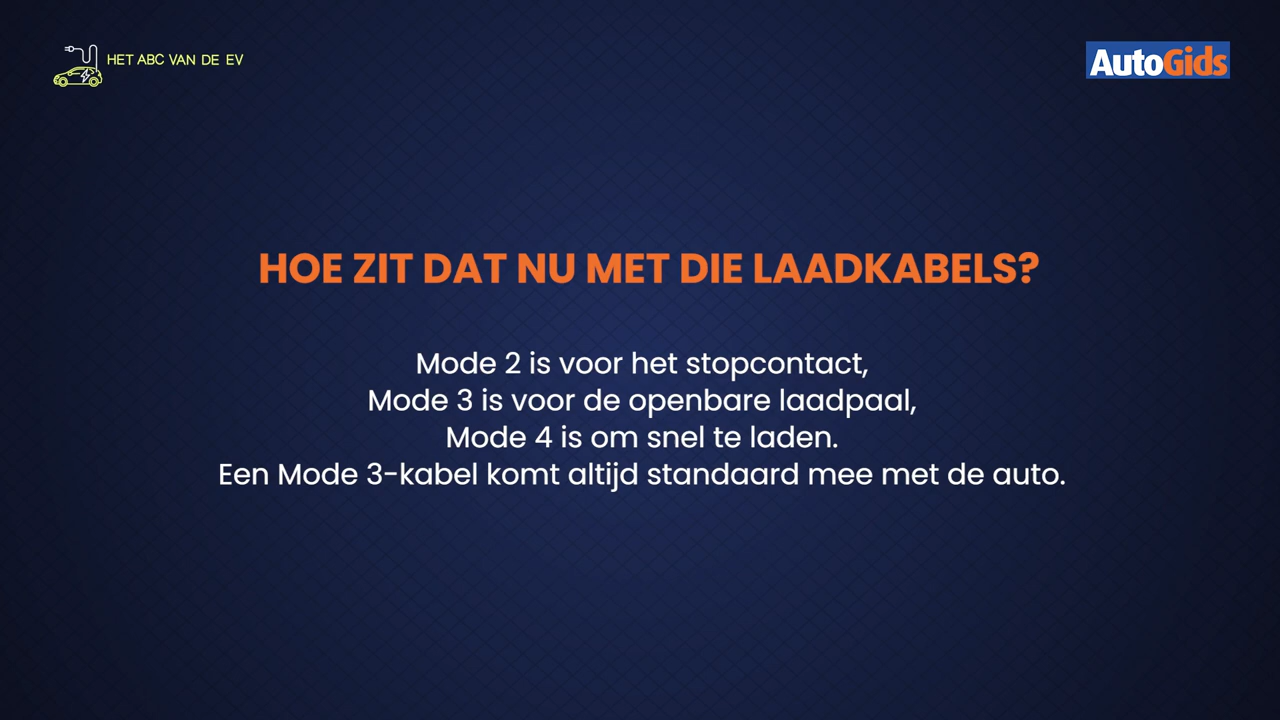 HET ABC VAN DE EV
AutoGids
HOE ZIT DAT NU MET DIE LAADKABELS?
Mode 2 is voor het stopcontact,
Mode 3 is voor de openbare laadpaal,
Mode 4 is om snel te laden.
Een Mode 3-kabel komt altijd standaard mee met de auto.